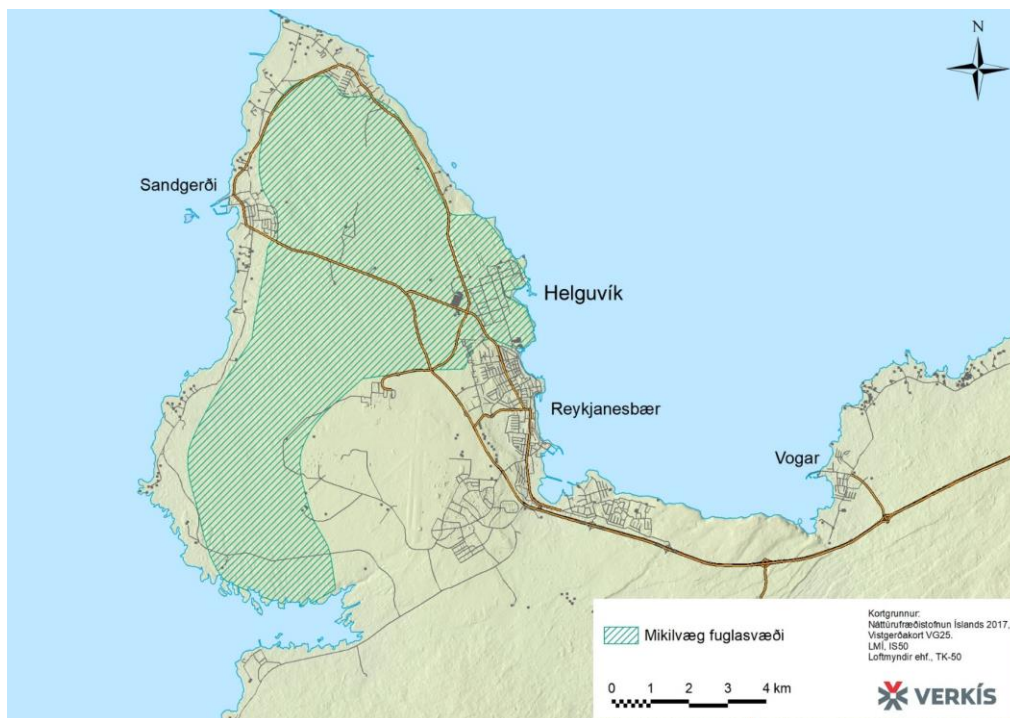 N
Sandgerði
Helguvík
Reykjanesbær
Vogar
Mikilvæg fuglasvæði
0 1 2 3 4 km
Kortgrunnur:
Náttúrufræðistofnun Íslands 2017,
Vistgerðakort VG25.
LMÍ, IS50
Loftmyndir ehf., TK-50
VERKÍS